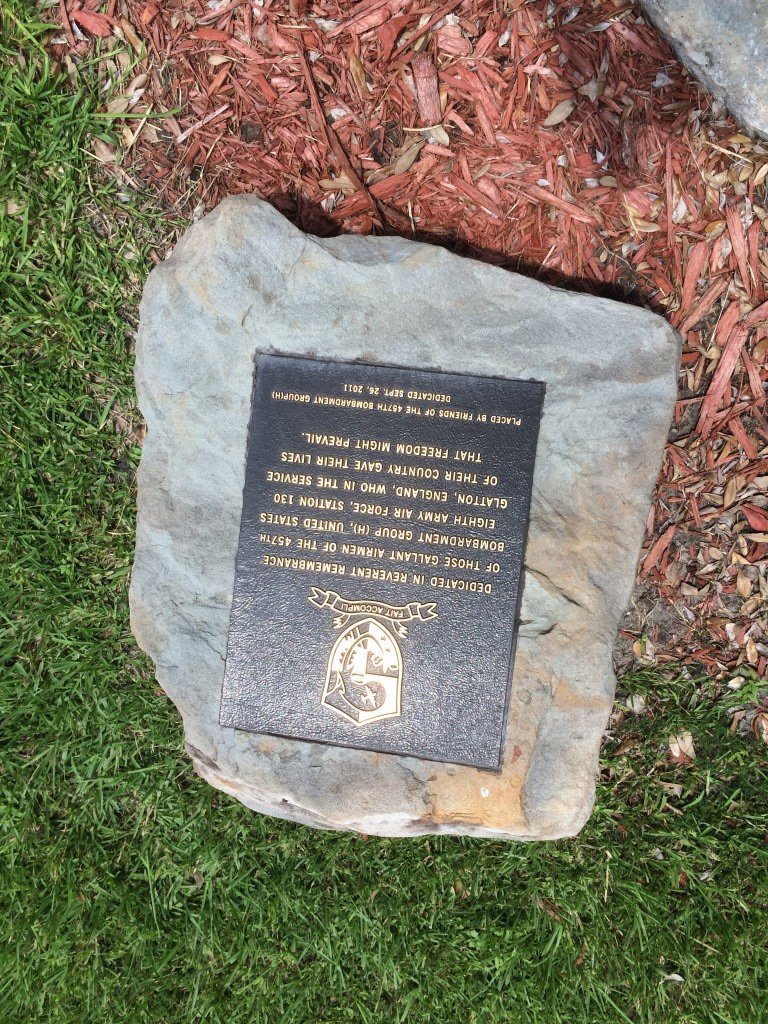 FAIT ACCOMPLI
DEDICATED IN REVERENT REMEMBRANCE
OF THOSE GALLANT AIRMEN OF THE 457TH
BOMBARDMENT GROUP (H), UNITED STATES
EIGHTH ARMY AIR FORCE, STATION 130
GLATTON, ENGLAND, WHO IN THE SERVICE
OF THEIR COUNTRY GAVE THEIR LIVES
THAT FREEDOM MIGHT PREVAIL.
PLACED BY FRIENDS OF THE 457TH BOMBARDMENT GROUP(H)
DEDICATED SEPT. 26, 2011